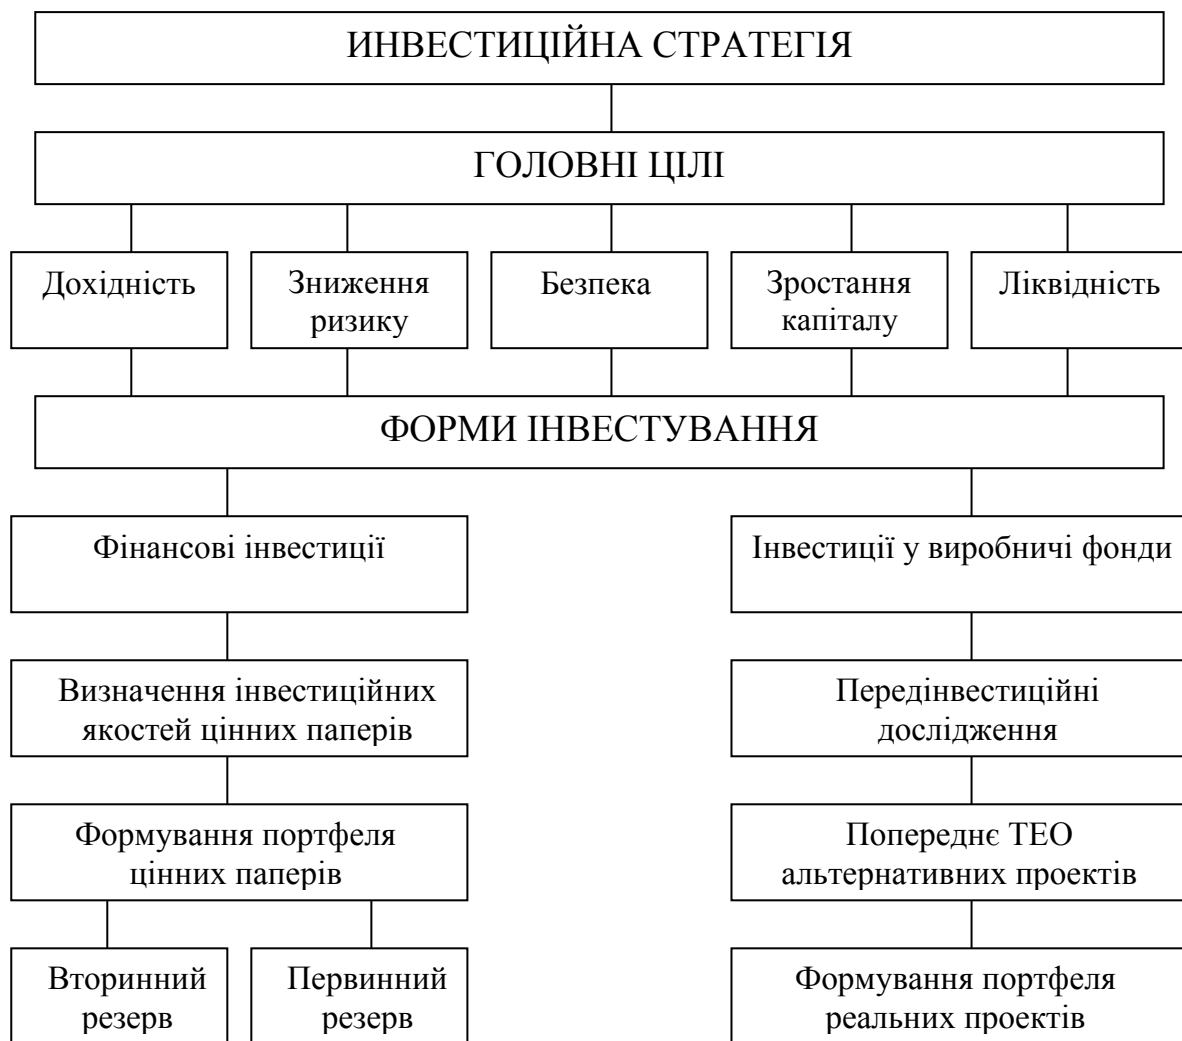 ИНВЕСТИЦІЙНА СТРАТЕГІЯ
ГОЛОВНІ ЦІЛІ
Дохідність
Зниження
ризику
Безпека
Зростання
капіталу
Ліквідність
ФОРМИ ІНВЕСТУВАННЯ
Фінансові інвестиції
Інвестиції у виробничі фонди
Визначення інвестиційних
якостей цінних паперів
Передінвестиційні
дослідження
Формування портфеля
цінних паперів
Попереднє ТЕО
альтернативних проектів
Вторинний
резерв
Первинний
резерв
Формування портфеля
реальних проектів